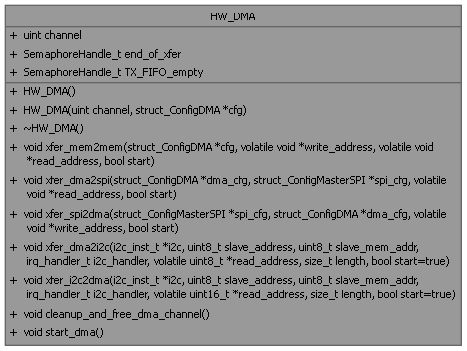 HW_DMA
+ uint channel
+ SemaphoreHandle_t end_of_xfer
+ SemaphoreHandle_t TX_FIFO_empty
+ HW_DMA()
+ HW_DMA(uint channel, struct_ConfigDMA *cfg)
+ ~HW_DMA()
+ void xfer_mem2mem(struct_ConfigDMA *cfg, volatile void *write_address, volatile void
*read_address, bool start)
+ void xfer_dma2spi(struct_ConfigDMA *dma_cfg, struct_ConfigMasterSPI *spi_cfg, volatile
void *read_address, bool start)
+ void xfer_spi2dma(struct_ConfigMasterSPI *spi_cfg, struct_ConfigDMA *dma_cfg, volatile
void *write_address, bool start)
+ void xfer_dma2i2c(i2c_inst_t *i2c, uint8_t slave_address, uint8_t slave_mem_addr,
irq_handler_t i2c_handler, volatile uint8_t *read_address, size_t length, bool start=true)
+ void xfer_i2c2dma(i2c_inst_t *i2c, uint8_t slave_address, uint8_t slave_mem_addr,
irq_handler_t i2c_handler, volatile uint16_t *read_address, size_t length, bool start=true)
+ void cleanup_and_free_dma_channel()
+ void start_dma()